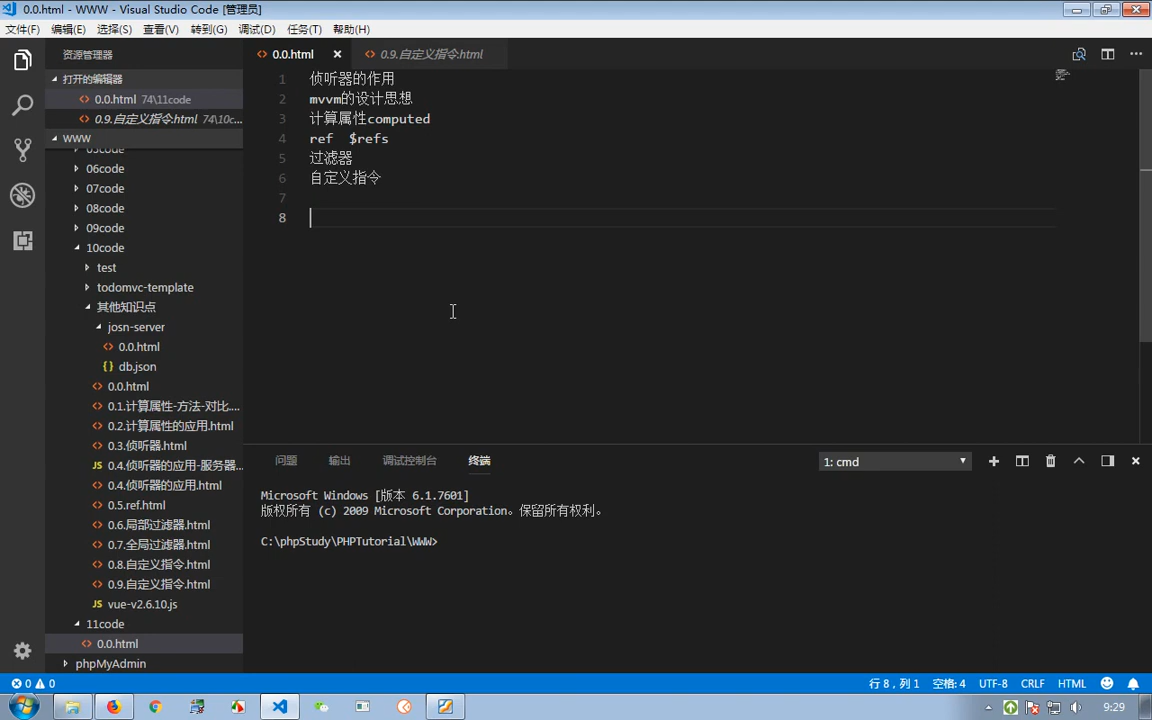 0.0.html - WWW - Visual Studio Code [管理员]
文件(F) 编辑(E) 选择(S) 查看(V) 转到(G) 调试(D) 任务(T) 帮助(H)
资源管理器
打开的编辑器
0.0.html 74\11code
0.9.自定义指令.html 74\10c...
WWW
05code
06code
07code
08code
09code
10code
test
todomvc-template
其他知识点
josn-server
0.0.html
db.json
0.0.html
0.1.计算属性-方法-对比....
0.2.计算属性的应用.html
0.3.侦听器.html
0.4.侦听器的应用-服务器...
0.4.侦听器的应用.html
0.5.ref.html
0.6.局部过滤器.html
0.7.全局过滤器.html
0.8.自定义指令.html
0.9.自定义指令.html
vue-v2.6.10.js
11code
0.0.html
phpMyAdmin
0.0.html 0.9.自定义指令.html
1 侦听器的作用
2 mvvm的设计思想
3 计算属性computed
4 ref $refs
5 过滤器
6 自定义指令
7
8
问题 输出 调试控制台 终端 1: cmd
Microsoft Windows [版本 6.1.7601]
版权所有 (c) 2009 Microsoft Corporation。保留所有权利。
C:\phpStudy\PHPTutorial\WWW>
0 0 行 8，列 1 空格: 4 UTF-8 CRLF HTML
9:29